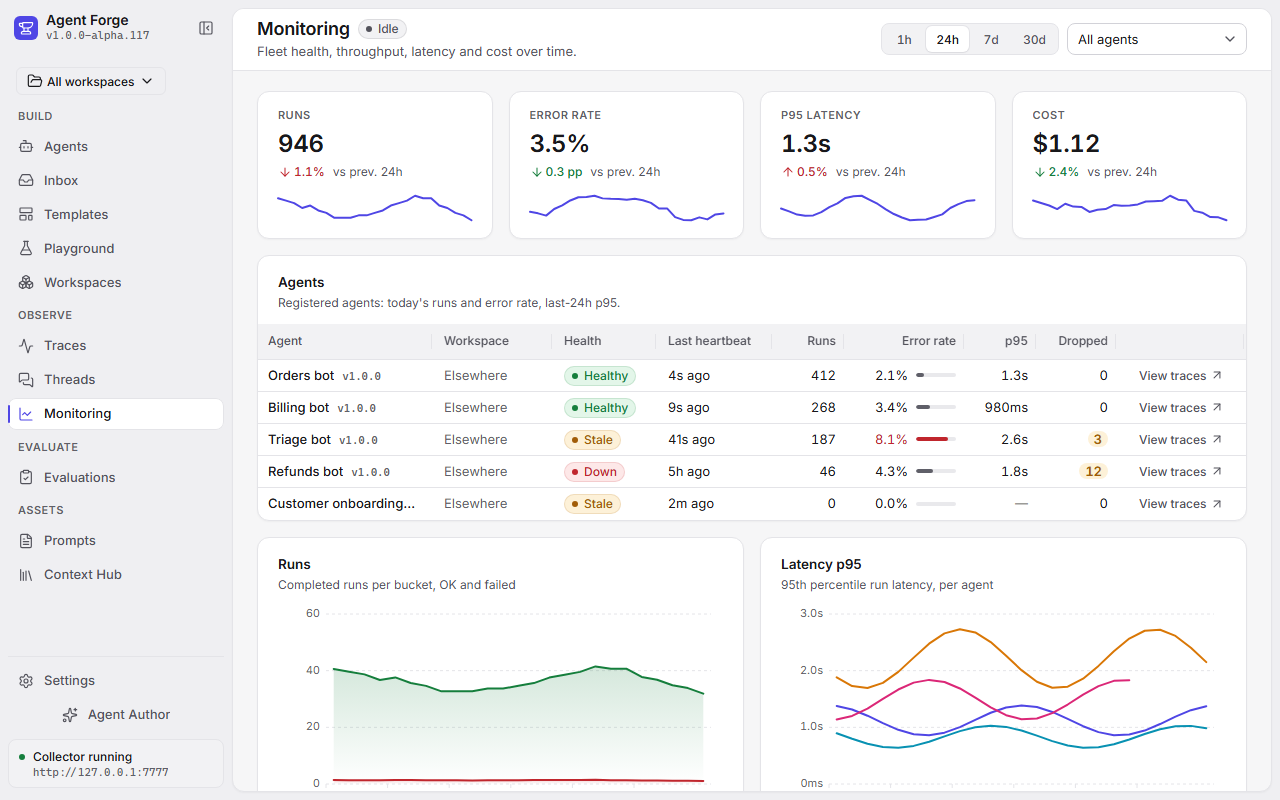 Agent Forge
v1.0.0-alpha.117
All workspaces
BUILD
Agents
Inbox
Templates
Playground
Workspaces
OBSERVE
Traces
Threads
Monitoring
EVALUATE
Evaluations
ASSETS
Prompts
Context Hub
Settings
Agent Author
Collector running
http://127.0.0.1:7777
Monitoring Idle
Fleet health, throughput, latency and cost over time.
1h 24h 7d 30d All agents
RUNS
946
1.1% vs prev. 24h
ERROR RATE
3.5%
0.3 pp vs prev. 24h
P95 LATENCY
1.3s
0.5% vs prev. 24h
COST
$1.12
2.4% vs prev. 24h
Agents
Registered agents: today's runs and error rate, last-24h p95.
Agent Workspace Health Last heartbeat Runs Error rate p95 Dropped
Orders bot v1.0.0 Elsewhere Healthy 4s ago 412 2.1% 1.3s 0 View traces
Billing bot v1.0.0 Elsewhere Healthy 9s ago 268 3.4% 980ms 0 View traces
Triage bot v1.0.0 Elsewhere Stale 41s ago 187 8.1% 2.6s 3 View traces
Refunds bot v1.0.0 Elsewhere Down 5h ago 46 4.3% 1.8s 12 View traces
Customer onboarding... Elsewhere Stale 2m ago 0 0.0% — 0 View traces
Runs
Completed runs per bucket, OK and failed
60
40
20
0
Latency p95
95th percentile run latency, per agent
3.0s
2.0s
1.0s
0ms